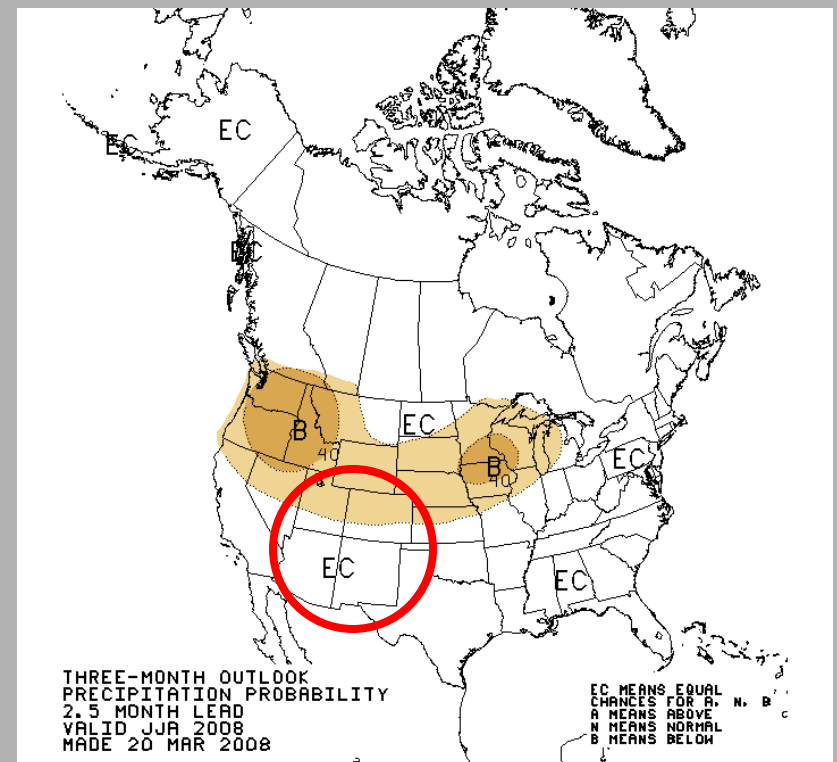 EC
EC
EC
EC
B
40
B
40
EC
EC
EC
THREE-MONTH OUTLOOK
PRECIPITATION PROBABILITY
2.5 MONTH LEAD
VALID JJA 2008
MADE 20 MAR 2008
EC MEANS EQUAL
CHANCES FOR A, N, B
A MEANS ABOVE
N MEANS NORMAL
B MEANS BELOW